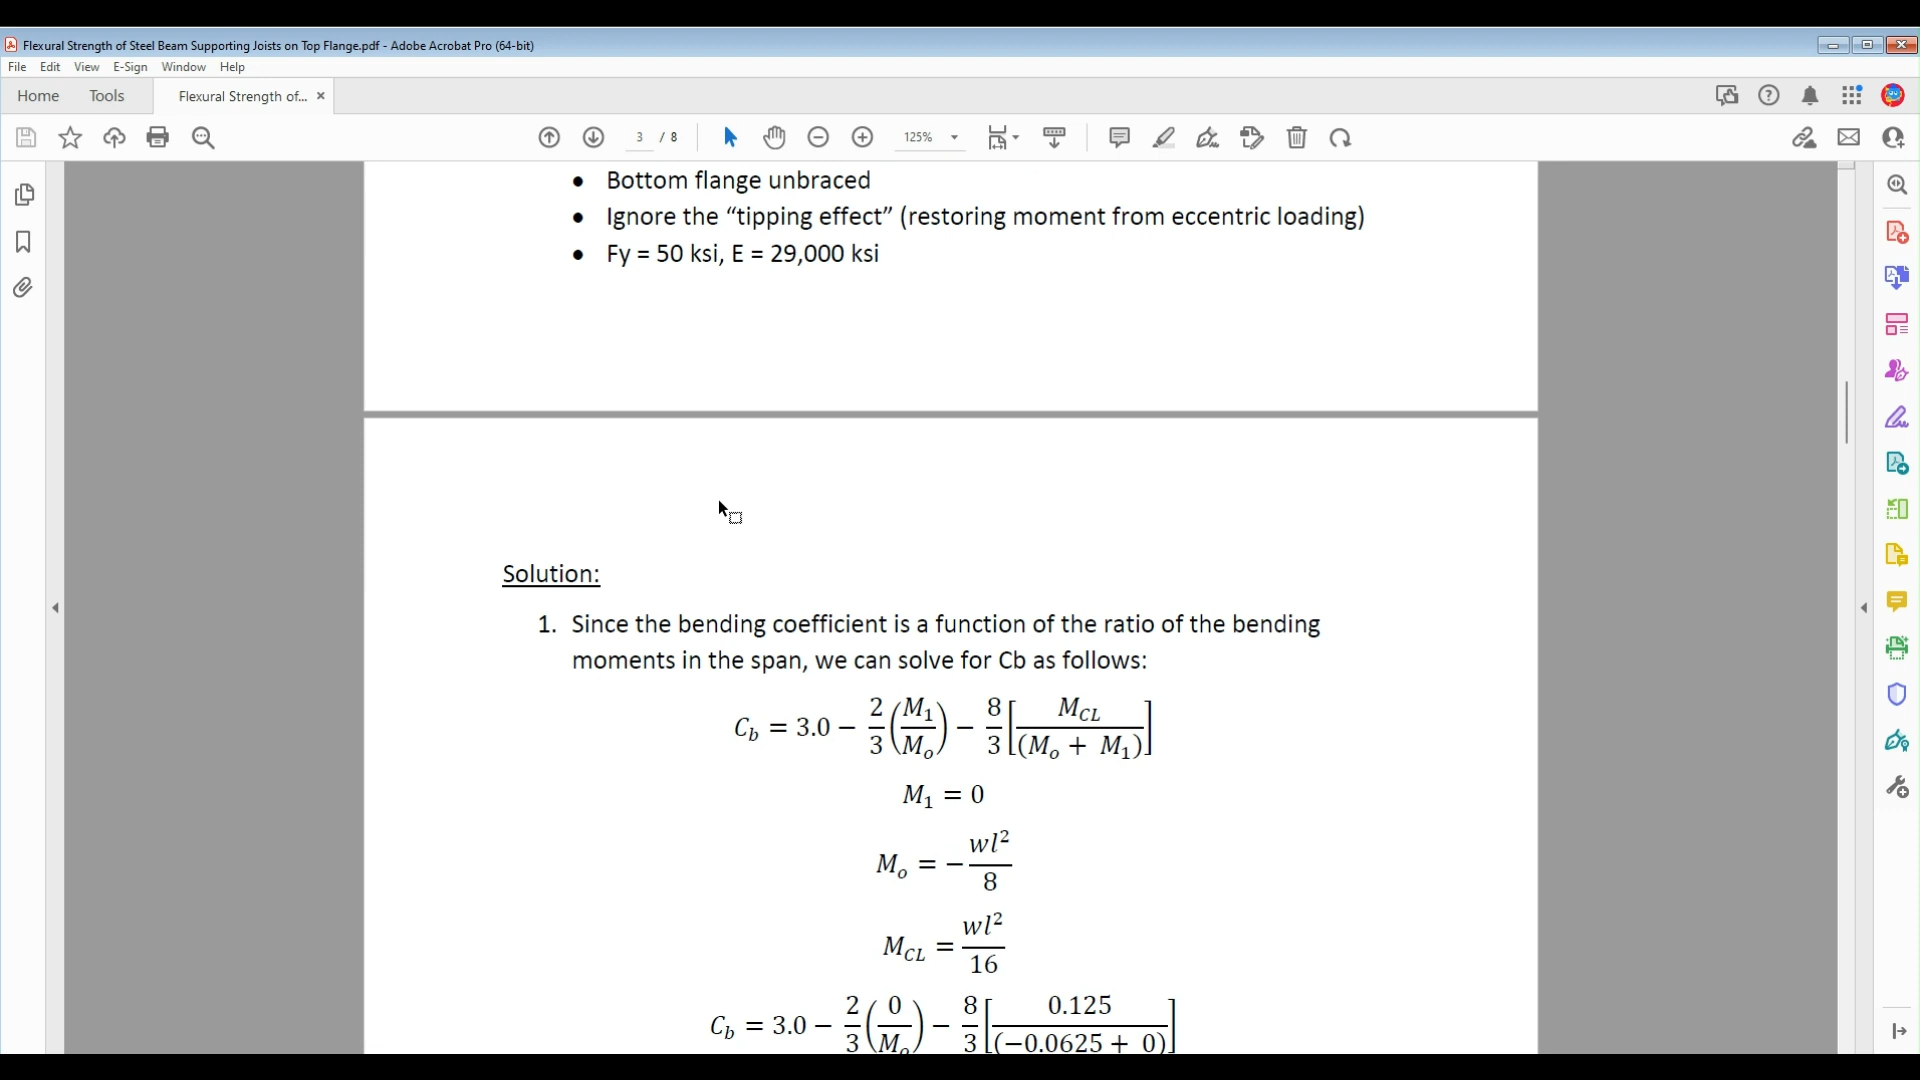 Flexural Strength of Steel Beam Supporting Joists on Top Flange.pdf - Adobe Acrobat Pro (64-bit)
File Edit View E-Sign Window Help
Home Tools Flexural Strength of... ×
3 / 8 125%
• Bottom flange unbraced
• Ignore the “tipping effect” (restoring moment from eccentric loading)
• Fy = 50 ksi, E = 29,000 ksi
Solution:
1. Since the bending coefficient is a function of the ratio of the bending
moments in the span, we can solve for Cb as follows:
C_b = 3.0 − 2/3 (M_1/M_o) − 8/3 [M_CL/(M_o + M_1)]
M_1 = 0
M_o = − wl²/8
M_CL = wl²/16
C_b = 3.0 − 2/3 (0/M_o) − 8/3 [0.125/(−0.0625 + 0)]